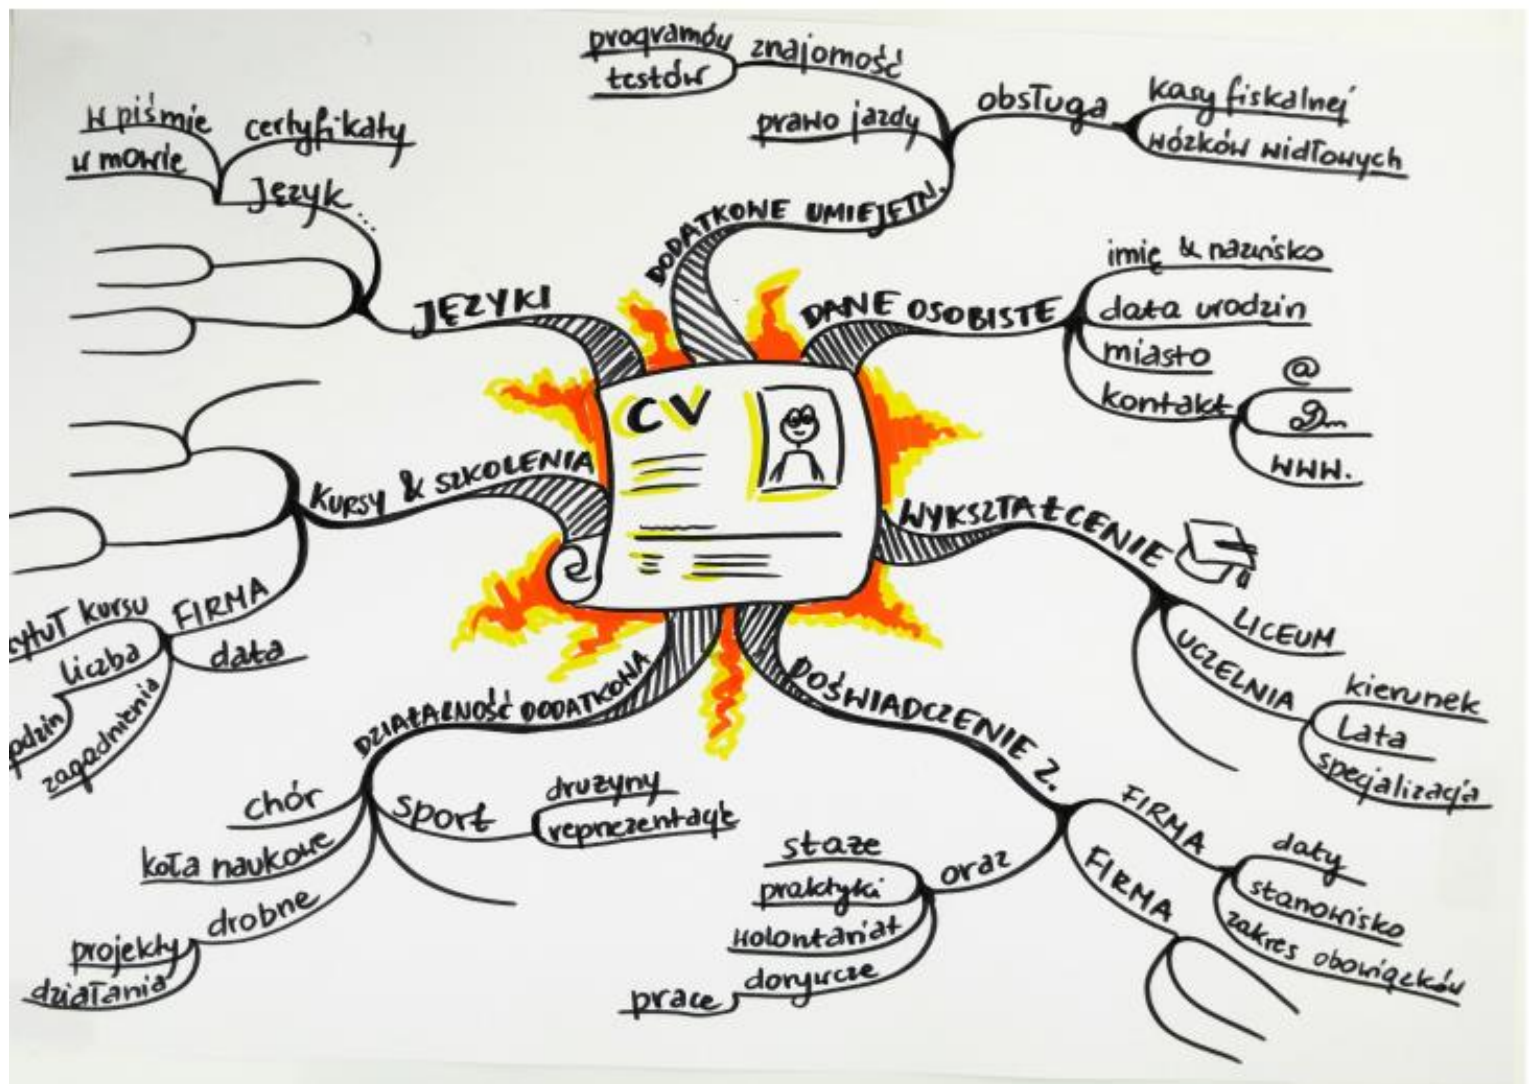 CV
DODATKOWE UMIEJĘTN.
znajomość
programów
testów
prawo jazdy
obsługa
kasy fiskalnej
wózków widłowych
DANE OSOBISTE
imię & nazwisko
data urodzin
miasto
kontakt
@
www.
WYKSZTAŁCENIE
LICEUM
UCZELNIA
kierunek
Lata
specjalizacja
DOŚWIADCZENIE Z.
FIRMA
daty
stanowisko
zakres obowiązków
FIRMA
oraz
staże
praktyki
wolontariat
dorywcze
prace
DZIAŁALNOŚĆ DODATKOWA
sport
drużyny
reprezentacje
chór
koła naukowe
drobne
projekty
działania
KURSY & SZKOLENIA
FIRMA
data
kursu
liczba
zagadnienia
JĘZYKI
Język...
certyfikaty
w piśmie
w mowie